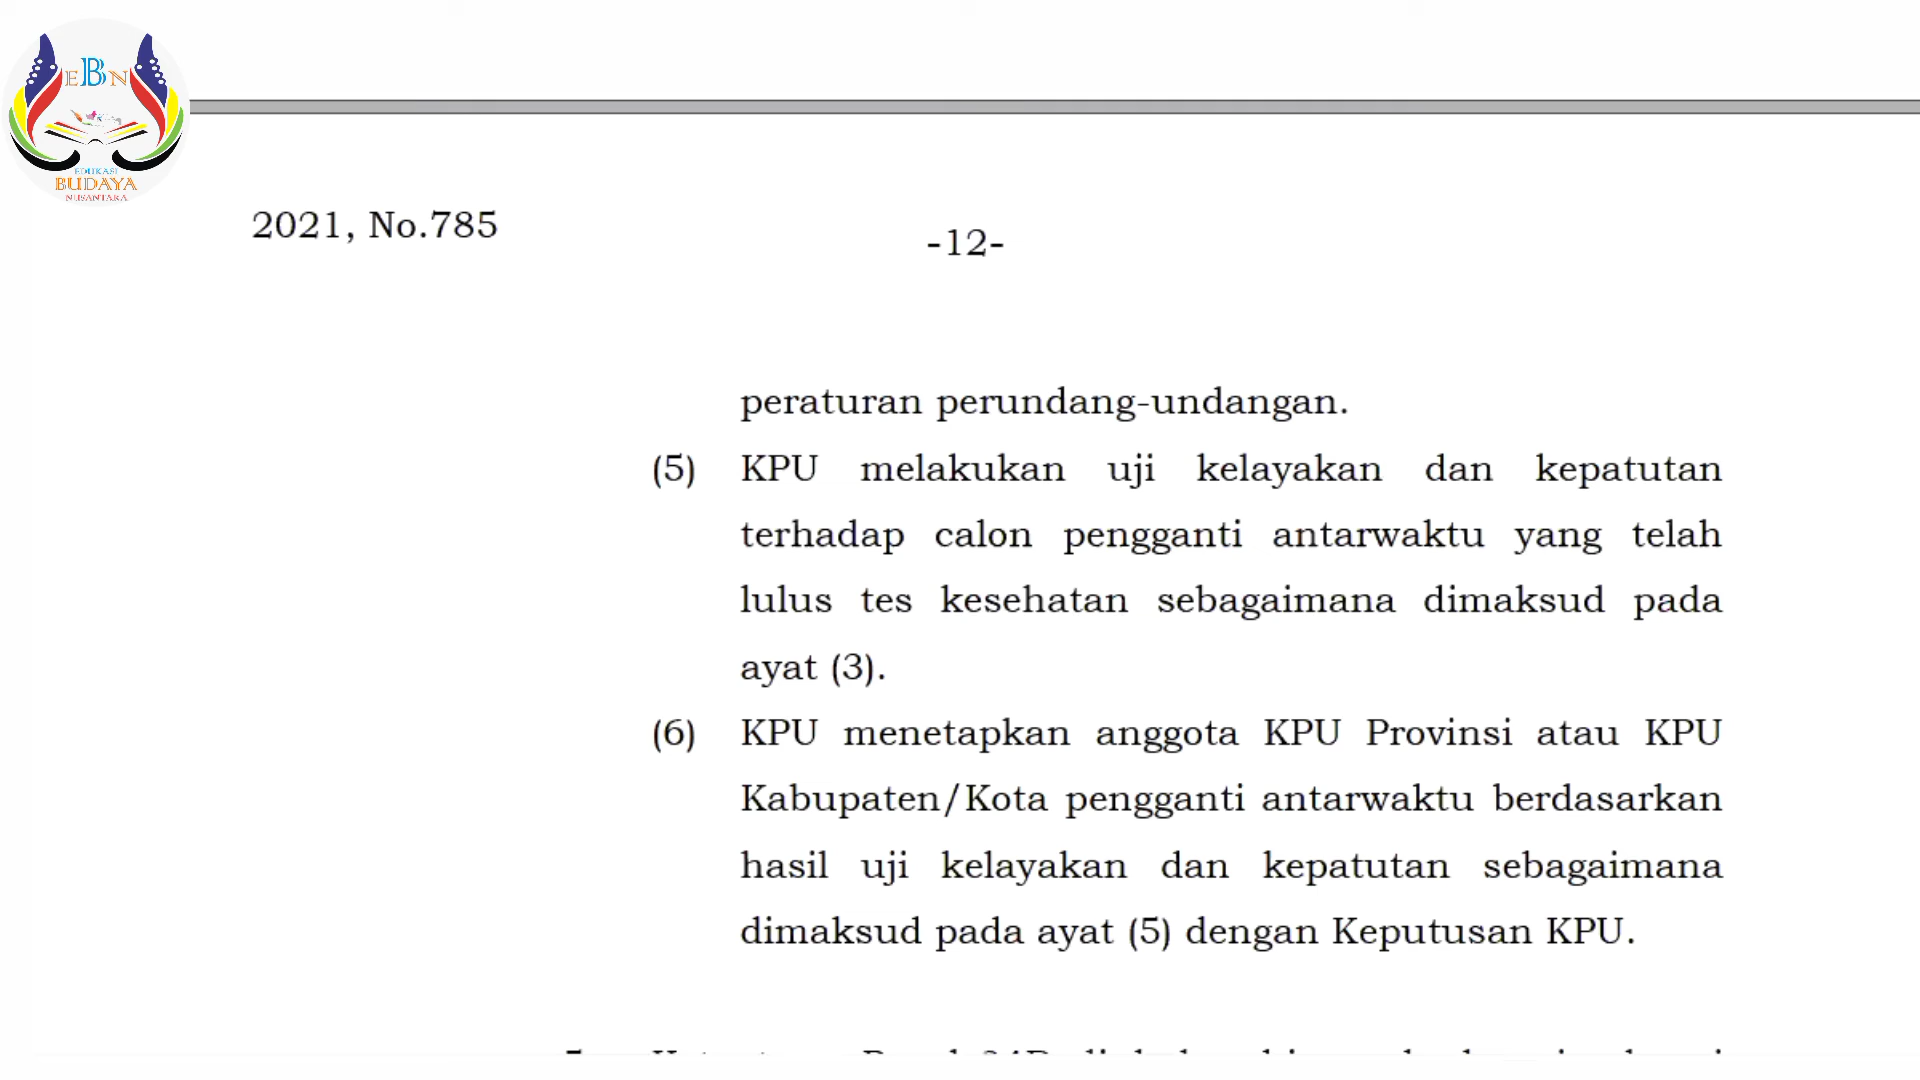 EBN
EDUKASI
BUDAYA
NUSANTARA
2021, No.785
-12-
peraturan perundang-undangan.
(5) KPU melakukan uji kelayakan dan kepatutan
terhadap calon pengganti antarwaktu yang telah
lulus tes kesehatan sebagaimana dimaksud pada
ayat (3).
(6) KPU menetapkan anggota KPU Provinsi atau KPU
Kabupaten/Kota pengganti antarwaktu berdasarkan
hasil uji kelayakan dan kepatutan sebagaimana
dimaksud pada ayat (5) dengan Keputusan KPU.